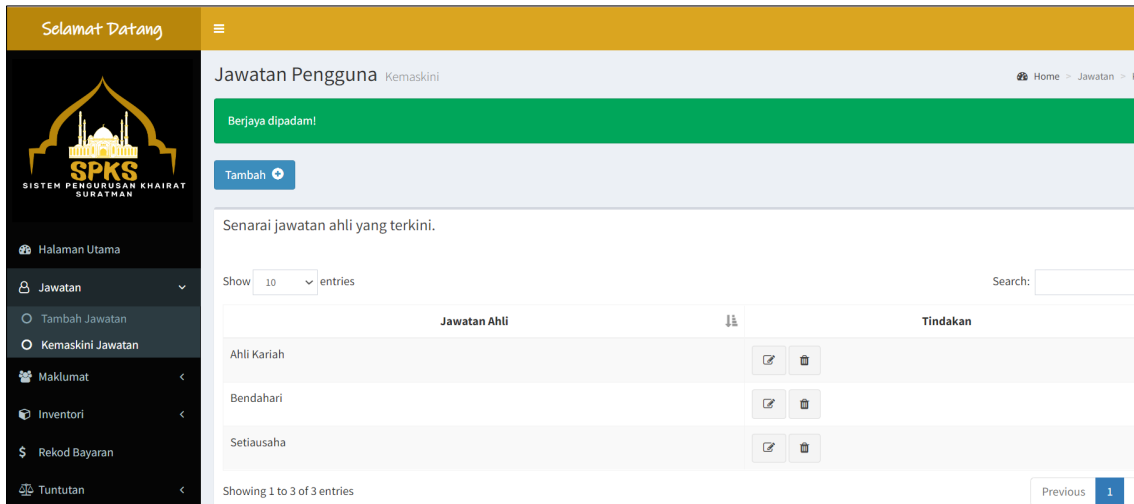 Selamat Datang
SPKS
SISTEM PENGURUSAN KHAIRAT
SURATMAN
Halaman Utama
Jawatan
Tambah Jawatan
Kemaskini Jawatan
Maklumat
Inventori
Rekod Bayaran
Tuntutan
Jawatan Pengguna Kemaskini
Home > Jawatan >
Berjaya dipadam!
Tambah
Senarai jawatan ahli yang terkini.
Show 10 entries Search:
Jawatan Ahli Tindakan
Ahli Kariah
Bendahari
Setiausaha
Showing 1 to 3 of 3 entries Previous 1